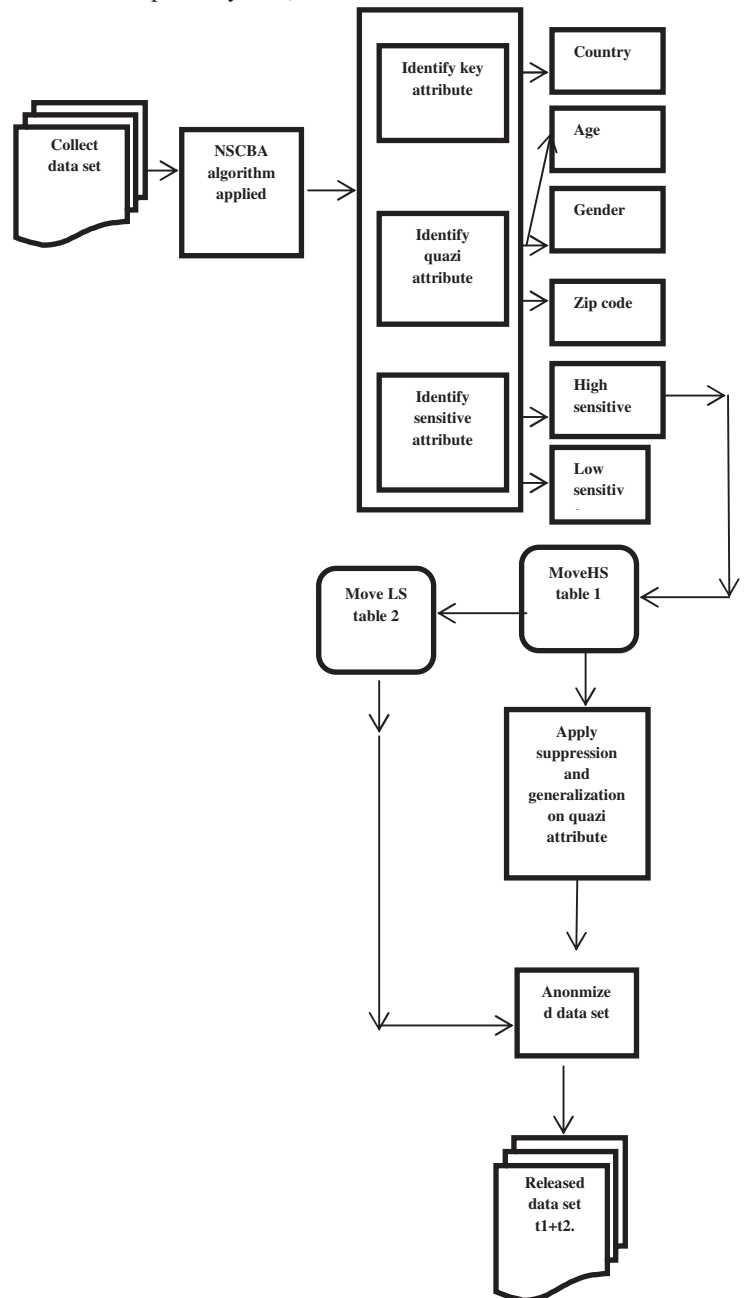 Collect
data set
NSCBA
algorithm
applied
Identify key
attribute
Identify
quazi
attribute
Identify
sensitive
attribute
Country
Age
Gender
Zip code
High
sensitive
Low
sensitiv
MoveHS
table 1
Move LS
table 2
Apply
suppression
and
generalization
on quazi
attribute
Anonmize
d data set
Released
data set
t1+t2.